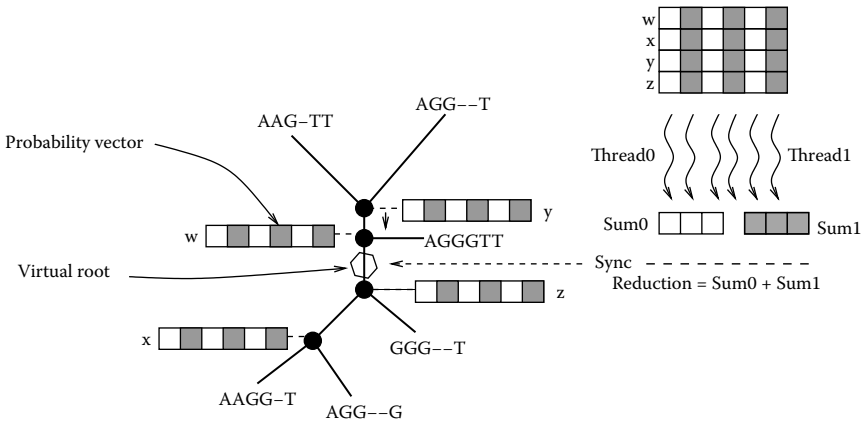 w
x
y
z
AGG--T
AAG-TT
Probability vector
Thread0
Thread1
y
w
Sum0
Sum1
AGGGTT
Virtual root
Sync
Reduction = Sum0 + Sum1
z
x
GGG--T
AAGG-T
AGG--G